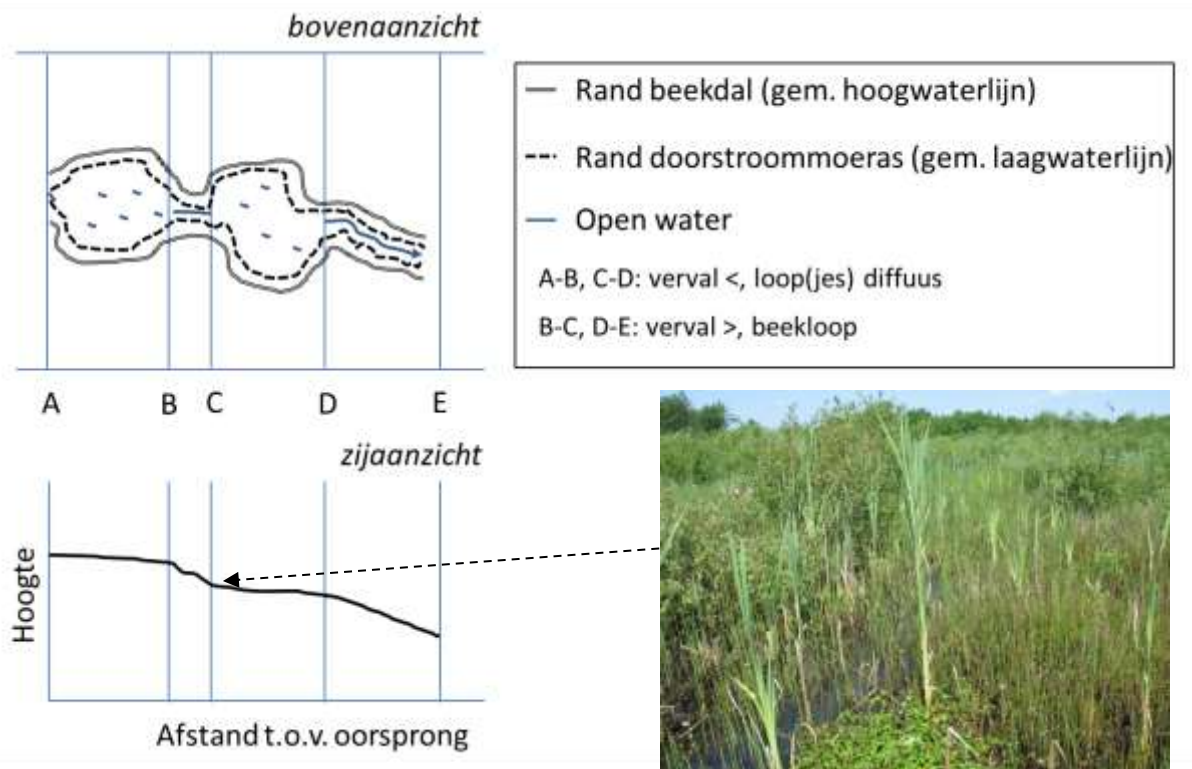 bovenaanzicht
Rand beekdal (gem. hoogwaterlijn)
Rand doorstroommoeras (gem. laagwaterlijn)
Open water
A-B, C-D: verval <, loop(jes) diffuus
B-C, D-E: verval >, beekloop
A B C D E
zijaanzicht
Hoogte
Afstand t.o.v. oorsprong